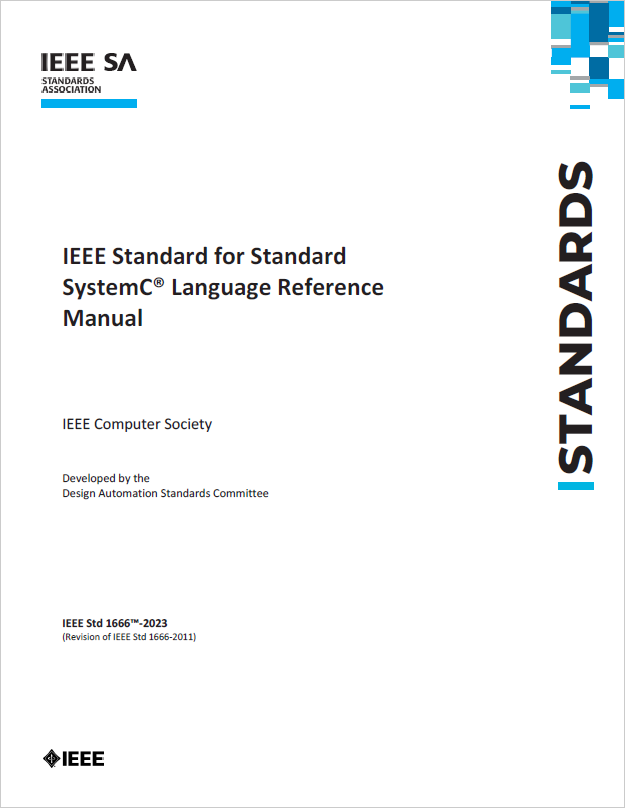 IEEE SA
STANDARDS
ASSOCIATION
STANDARDS
IEEE Standard for Standard
SystemC® Language Reference
Manual
IEEE Computer Society
Developed by the
Design Automation Standards Committee
IEEE Std 1666™-2023
(Revision of IEEE Std 1666-2011)
IEEE